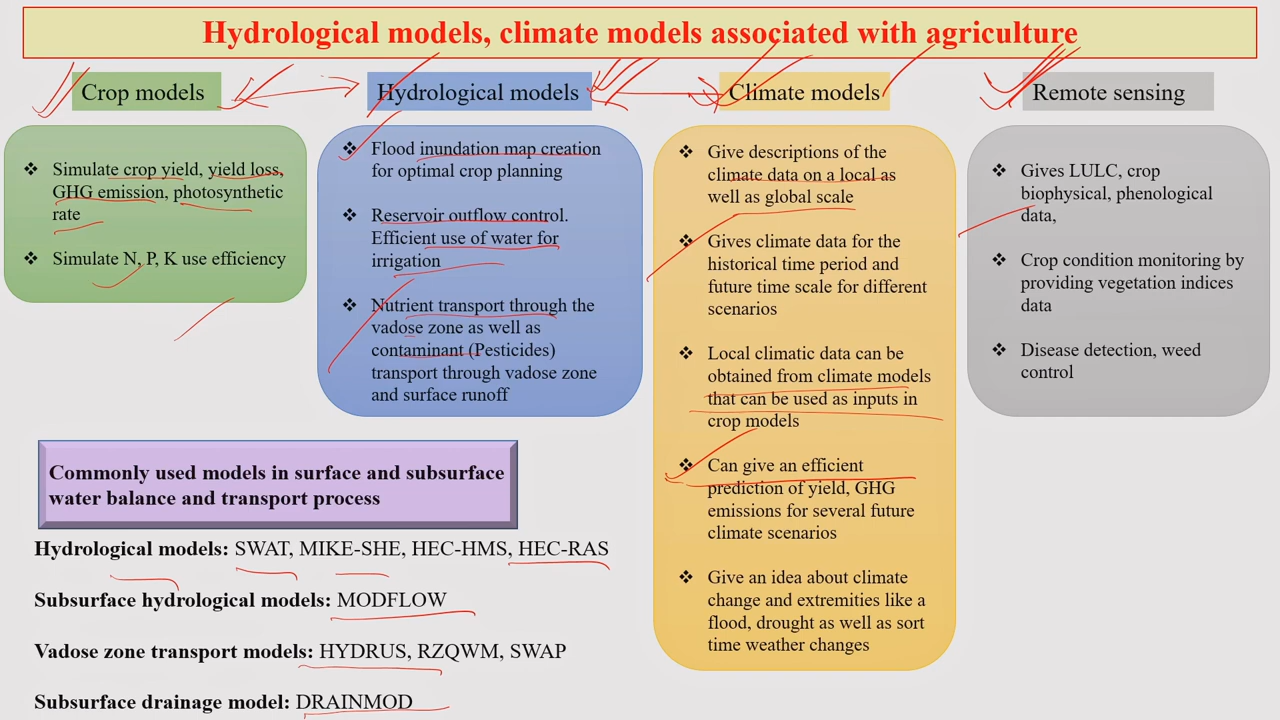 Hydrological models, climate models associated with agriculture
Crop models
❖ Simulate crop yield, yield loss,
GHG emission, photosynthetic
rate
❖ Simulate N, P, K use efficiency
Hydrological models
❖ Flood inundation map creation
for optimal crop planning
❖ Reservoir outflow control.
Efficient use of water for
irrigation
❖ Nutrient transport through the
vadose zone as well as
contaminant (Pesticides)
transport through vadose zone
and surface runoff
Climate models
❖ Give descriptions of the
climate data on a local as
well as global scale
❖ Gives climate data for the
historical time period and
future time scale for different
scenarios
❖ Local climatic data can be
obtained from climate models
that can be used as inputs in
crop models
❖ Can give an efficient
prediction of yield, GHG
emissions for several future
climate scenarios
❖ Give an idea about climate
change and extremities like a
flood, drought as well as sort
time weather changes
Remote sensing
❖ Gives LULC, crop
biophysical, phenological
data,
❖ Crop condition monitoring by
providing vegetation indices
data
❖ Disease detection, weed
control
Commonly used models in surface and subsurface
water balance and transport process
Hydrological models: SWAT, MIKE-SHE, HEC-HMS, HEC-RAS
Subsurface hydrological models: MODFLOW
Vadose zone transport models: HYDRUS, RZQWM, SWAP
Subsurface drainage model: DRAINMOD